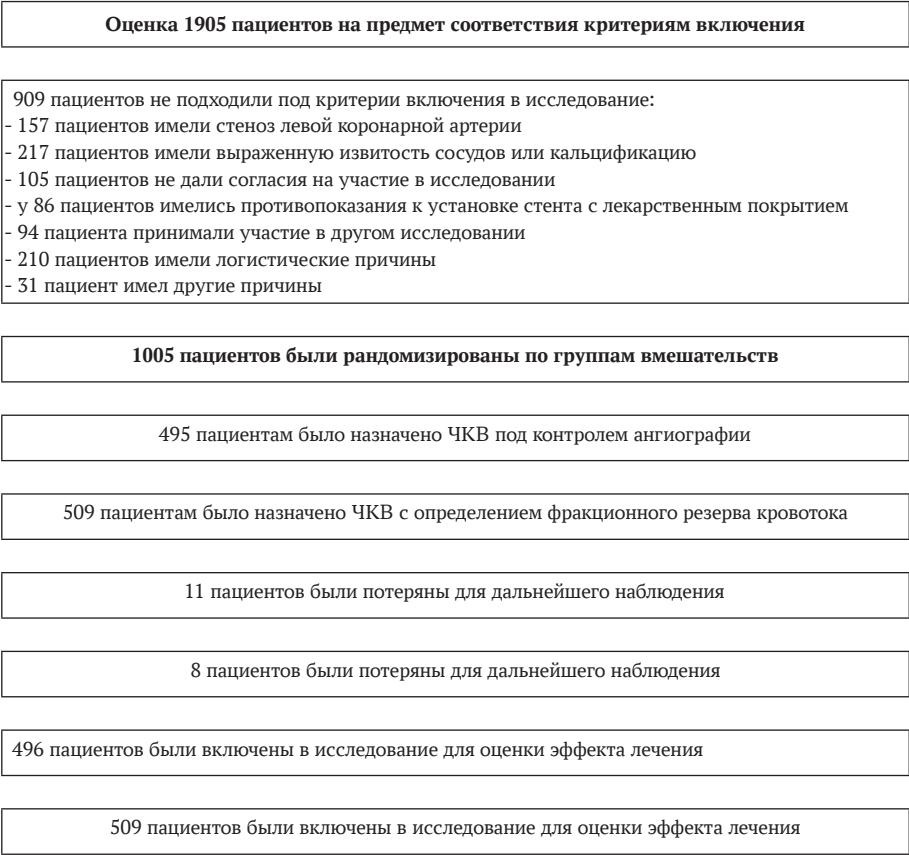 Оценка 1905 пациентов на предмет соответствия критериям включения
909 пациентов не подходили под критерии включения в исследование:
- 157 пациентов имели стеноз левой коронарной артерии
- 217 пациентов имели выраженную извитость сосудов или кальцификацию
- 105 пациентов не дали согласия на участие в исследовании
- у 86 пациентов имелись противопоказания к установке стента с лекарственным покрытием
- 94 пациента принимали участие в другом исследовании
- 210 пациентов имели логистические причины
- 31 пациент имел другие причины
1005 пациентов были рандомизированы по группам вмешательств
495 пациентам было назначено ЧКВ под контролем ангиографии
509 пациентам было назначено ЧКВ с определением фракционного резерва кровотока
11 пациентов были потеряны для дальнейшего наблюдения
8 пациентов были потеряны для дальнейшего наблюдения
496 пациентов были включены в исследование для оценки эффекта лечения
509 пациентов были включены в исследование для оценки эффекта лечения